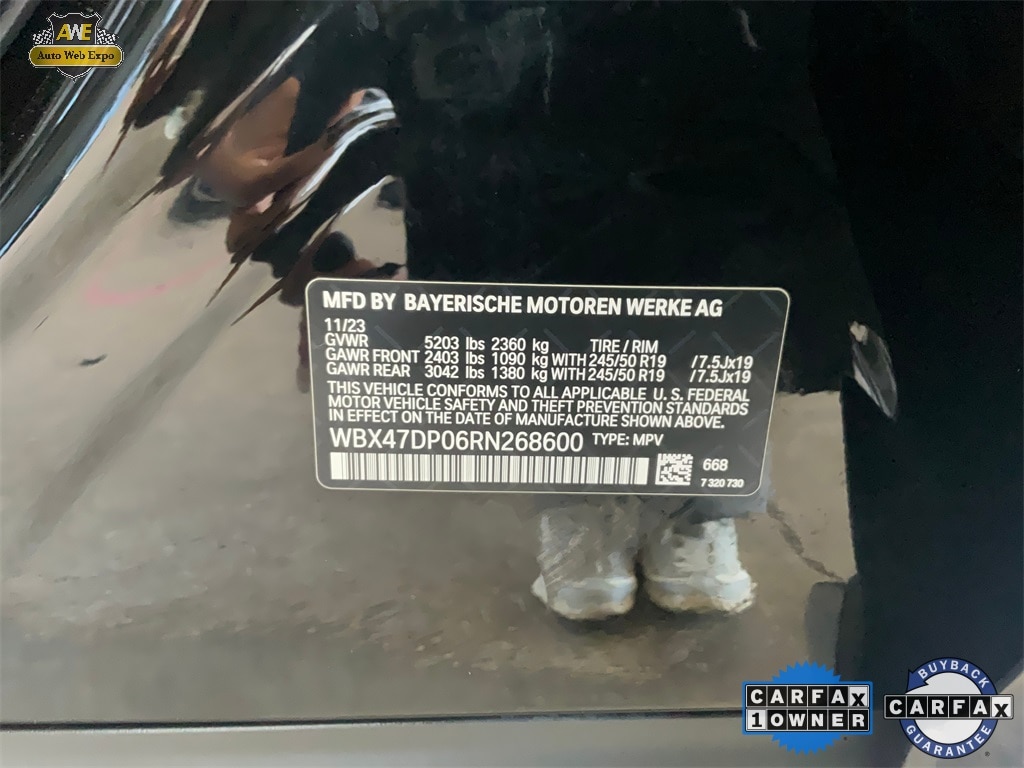 AWE
Auto Web Expo
MFD BY BAYERISCHE MOTOREN WERKE AG
11/23
GVWR 5203 lbs 2360 kg TIRE / RIM
GAWR FRONT 2403 lbs 1090 kg WITH 245/50 R19 /7.5Jx19
GAWR REAR 3042 lbs 1380 kg WITH 245/50 R19 /7.5Jx19
THIS VEHICLE CONFORMS TO ALL APPLICABLE U. S. FEDERAL
MOTOR VEHICLE SAFETY AND THEFT PREVENTION STANDARDS
IN EFFECT ON THE DATE OF MANUFACTURE SHOWN ABOVE.
WBX47DP06RN268600 TYPE: MPV
668
7 320 730
CARFAX
1 OWNER
BUYBACK
CARFAX
GUARANTEE